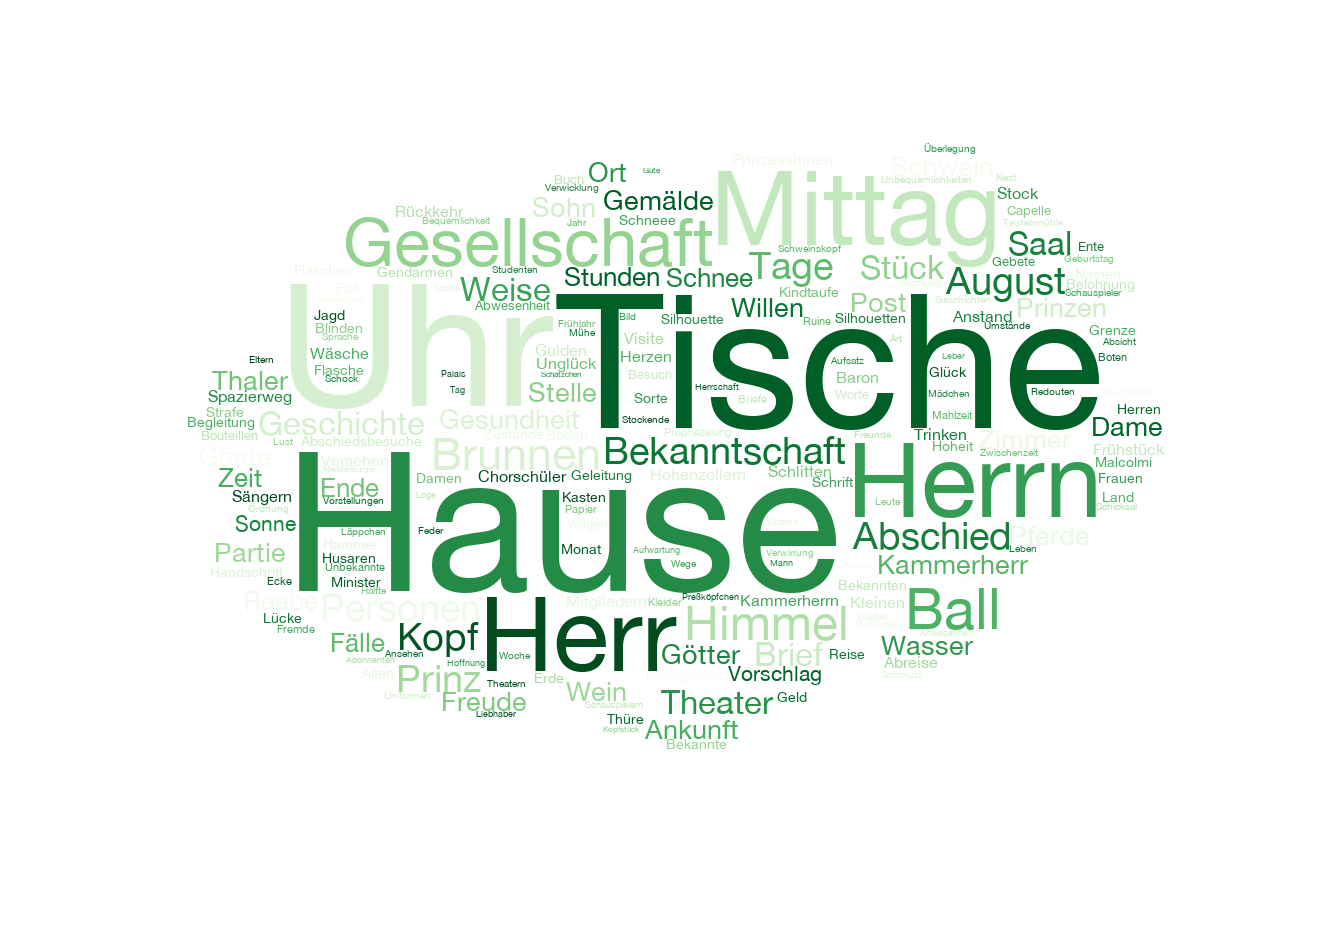 Überlegung
Prinzessinnen
Schwein
Ort
Güte
Mittag
Buch
Verwicklung
Unbequemlichkeiten
Nest
Stock
Gemälde
Sohn
Rückkehr
Bequemlichkeit
Schneee
Jahr
Capelle
Teufelsmühle
Gesellschaft
Saal
Ente
Schweinskopf
Geburtstag
Gebete
Flaschen
Gendarmen
Studenten
Stunden
Schnee
Tage
Stück
August
Namen
Belohnung
Schauspieler
Uhr
Faß
Spaße
Weise
Abwesenheit
Kindtaufe
Post
Geschichten
Prinzen
Willen
Tische
Jagd
Bild
Silhouette
Ruine
Silhouetten
Anstand
Umstände
Blinden
Sprache
Frühjahr
Mühe
Visite
Art
Grenze
Absicht
Wäsche
Gulden
Herzen
Leber
Boten
Eltern
Flasche
Schock
Palais
Unglück
Schätzchen
Besuch
Aufsatz
Baron
Glück
Thaler
Tag
Stelle
Herrschaft
Mädchen
Redouten
Spazierweg
Sorte
Briefe
Worte
Strafe
Begleitung
Geschichte
Gesundheit
Stockende
Mahlzeit
Herren
Dame
Bouteillen
Lust
Abschiedsbesuche
Zustande
Boden
Prophezeiung
Freunde
Trinken
Hoheit
Zimmer
Zwischenzeit
Frühstück
Gäste
Versehen
Brunnen
Bekanntschaft
Malcolmi
Zeit
Damen
Chorschüler
Geleitung
Hohenzollern
Schlitten
Schrift
Herrn
Frauen
Sängern
Ende
Vorstellungen
Loge
Kasten
Leute
Land
Schicksal
Hause
Ordnung
Papier
Sonne
Läppchen
Feder
Wagen
Abschied
Pferde
Partie
Hammer
Monat
Aufwartung
Verwirrung
Leben
Handschrift
Husaren
Unbekannte
Wege
Mann
Augen
Kammerherr
Ecke
Minister
Hälfte
Bekannten
Raabe
Personen
Herr
Mitgliedern
Kleider
Preßköpfchen
Kammerherrn
Kleinen
Ball
Lücke
Fremde
Himmel
Wetter
Anwesenheit
Fälle
Kopf
Ansehen
Woche
Götter
Brief
Reise
Wasser
Abonnenten
Hoffnung
Abreise
Alten
Prinz
Theatern
Erde
Vorschlag
Schmutz
Uniformen
Freude
Liebhaber
Wein
Schauspielern
Theater
Geld
Thüre
Kopfstück
Ankunft
Bekannte